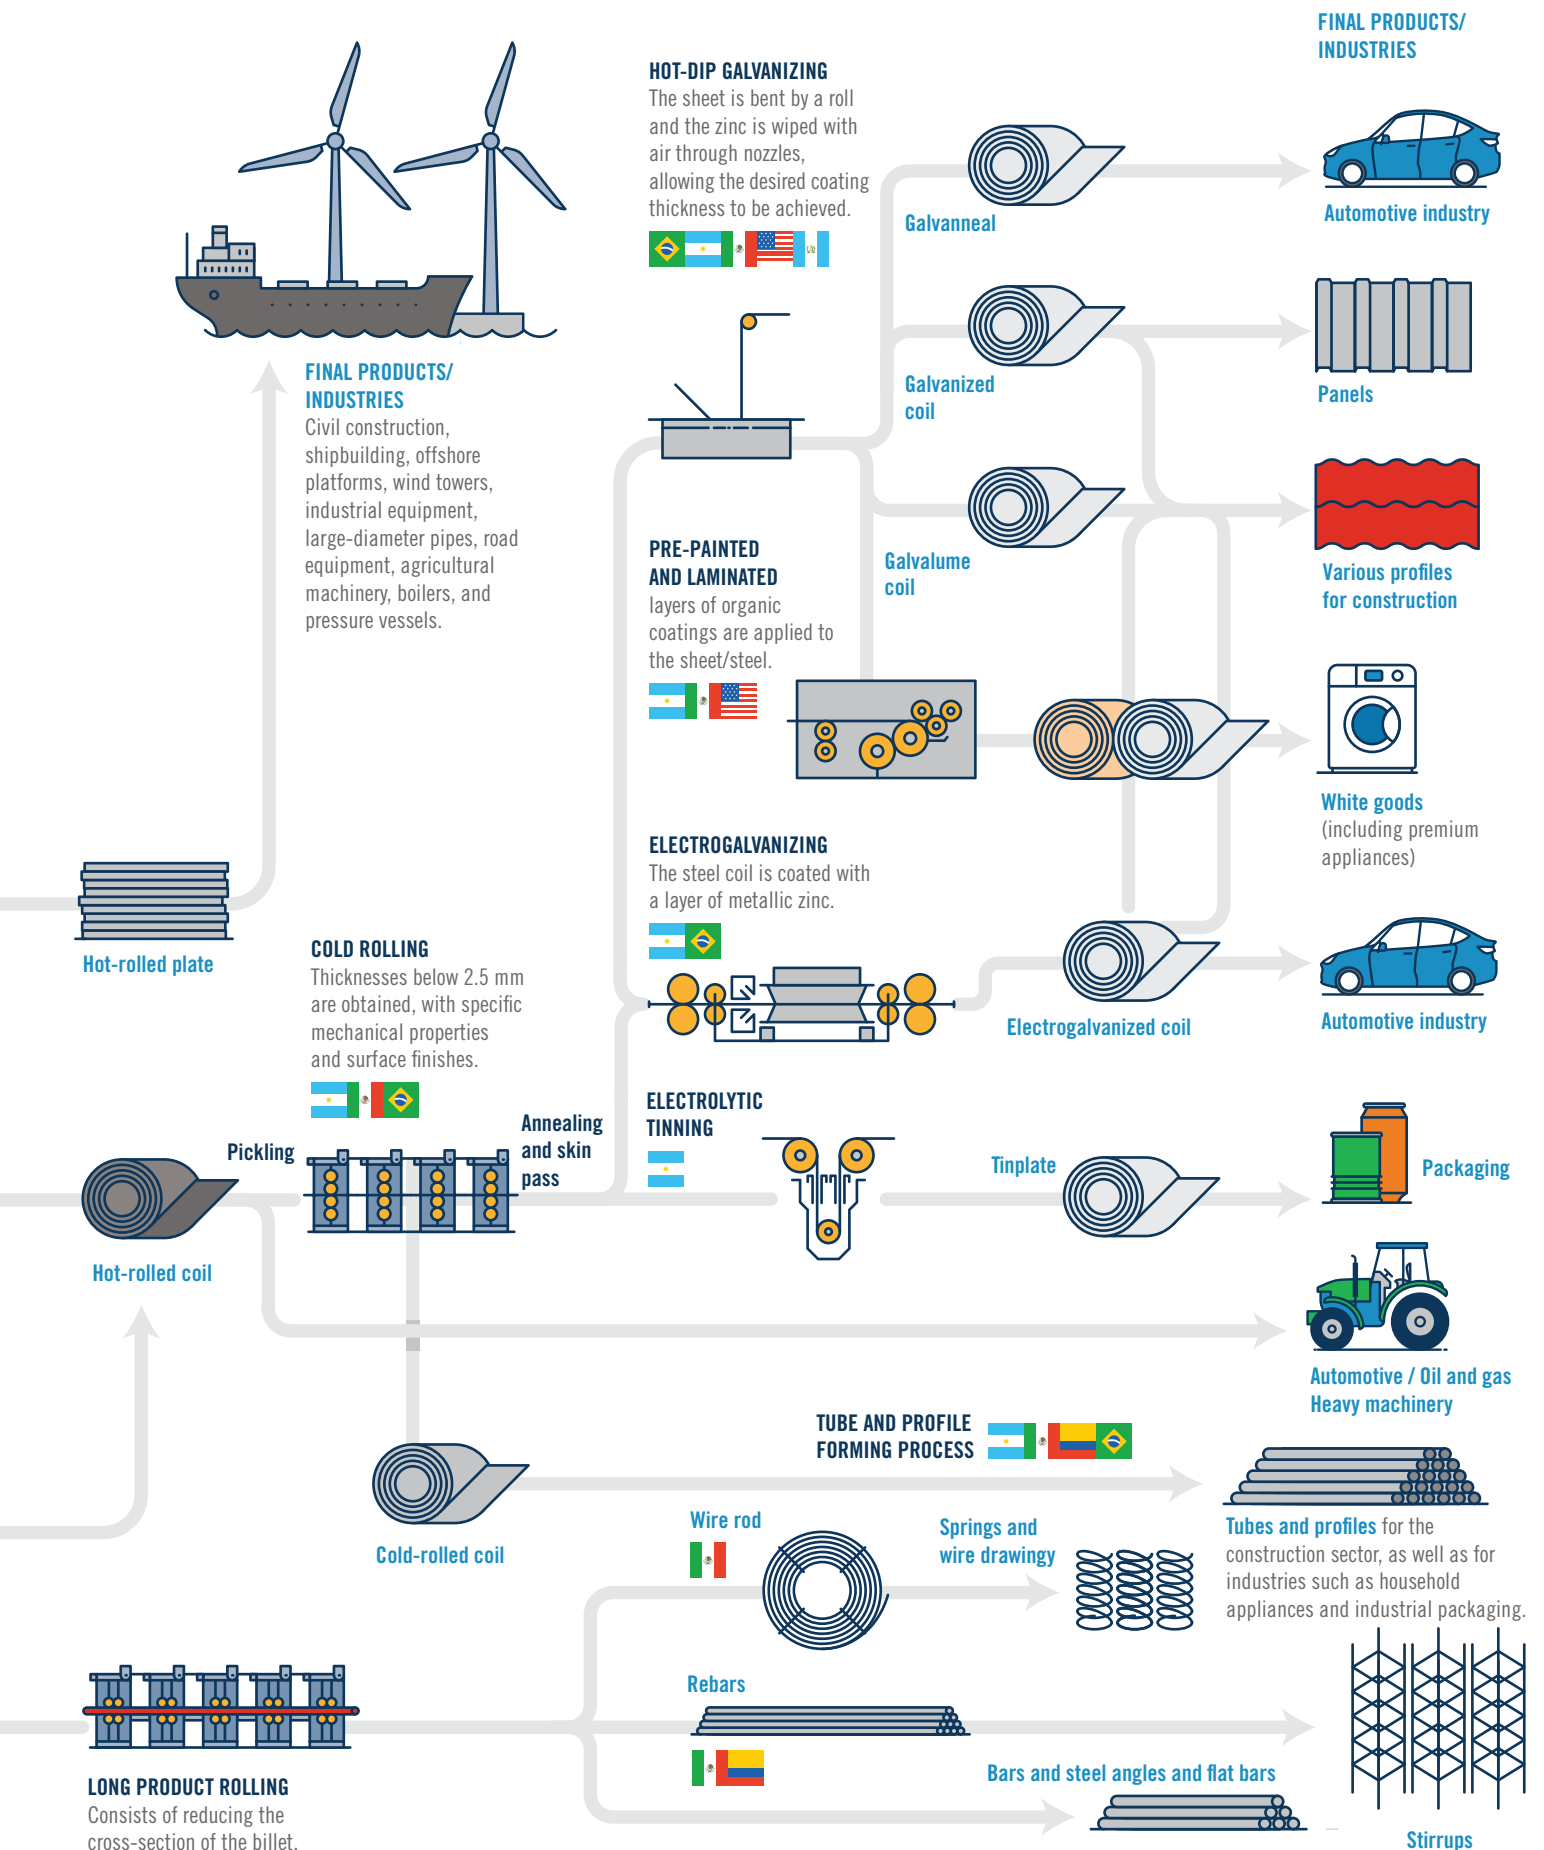 FINAL PRODUCTS/
INDUSTRIES
HOT-DIP GALVANIZING
The sheet is bent by a roll
and the zinc is wiped with
air through nozzles,
allowing the desired coating
thickness to be achieved.
Galvanneal
Automotive industry
Galvanized
coil
Panels
FINAL PRODUCTS/
INDUSTRIES
Civil construction,
shipbuilding, offshore
platforms, wind towers,
industrial equipment,
large-diameter pipes, road
equipment, agricultural
machinery, boilers, and
pressure vessels.
Galvalume
coil
Various profiles
for construction
PRE-PAINTED
AND LAMINATED
layers of organic
coatings are applied to
the sheet/steel.
White goods
(including premium
appliances)
ELECTROGALVANIZING
The steel coil is coated with
a layer of metallic zinc.
Hot-rolled plate
Electrogalvanized coil
Automotive industry
COLD ROLLING
Thicknesses below 2.5 mm
are obtained, with specific
mechanical properties
and surface finishes.
Pickling
Annealing
and skin
pass
ELECTROLYTIC
TINNING
Tinplate
Packaging
Hot-rolled coil
Automotive / Oil and gas
Heavy machinery
TUBE AND PROFILE
FORMING PROCESS
Cold-rolled coil
Tubes and profiles for the
construction sector, as well as for
industries such as household
appliances and industrial packaging.
Wire rod
Springs and
wire drawingy
Rebars
Bars and steel angles and flat bars
Stirrups
LONG PRODUCT ROLLING
Consists of reducing the
cross-section of the billet.